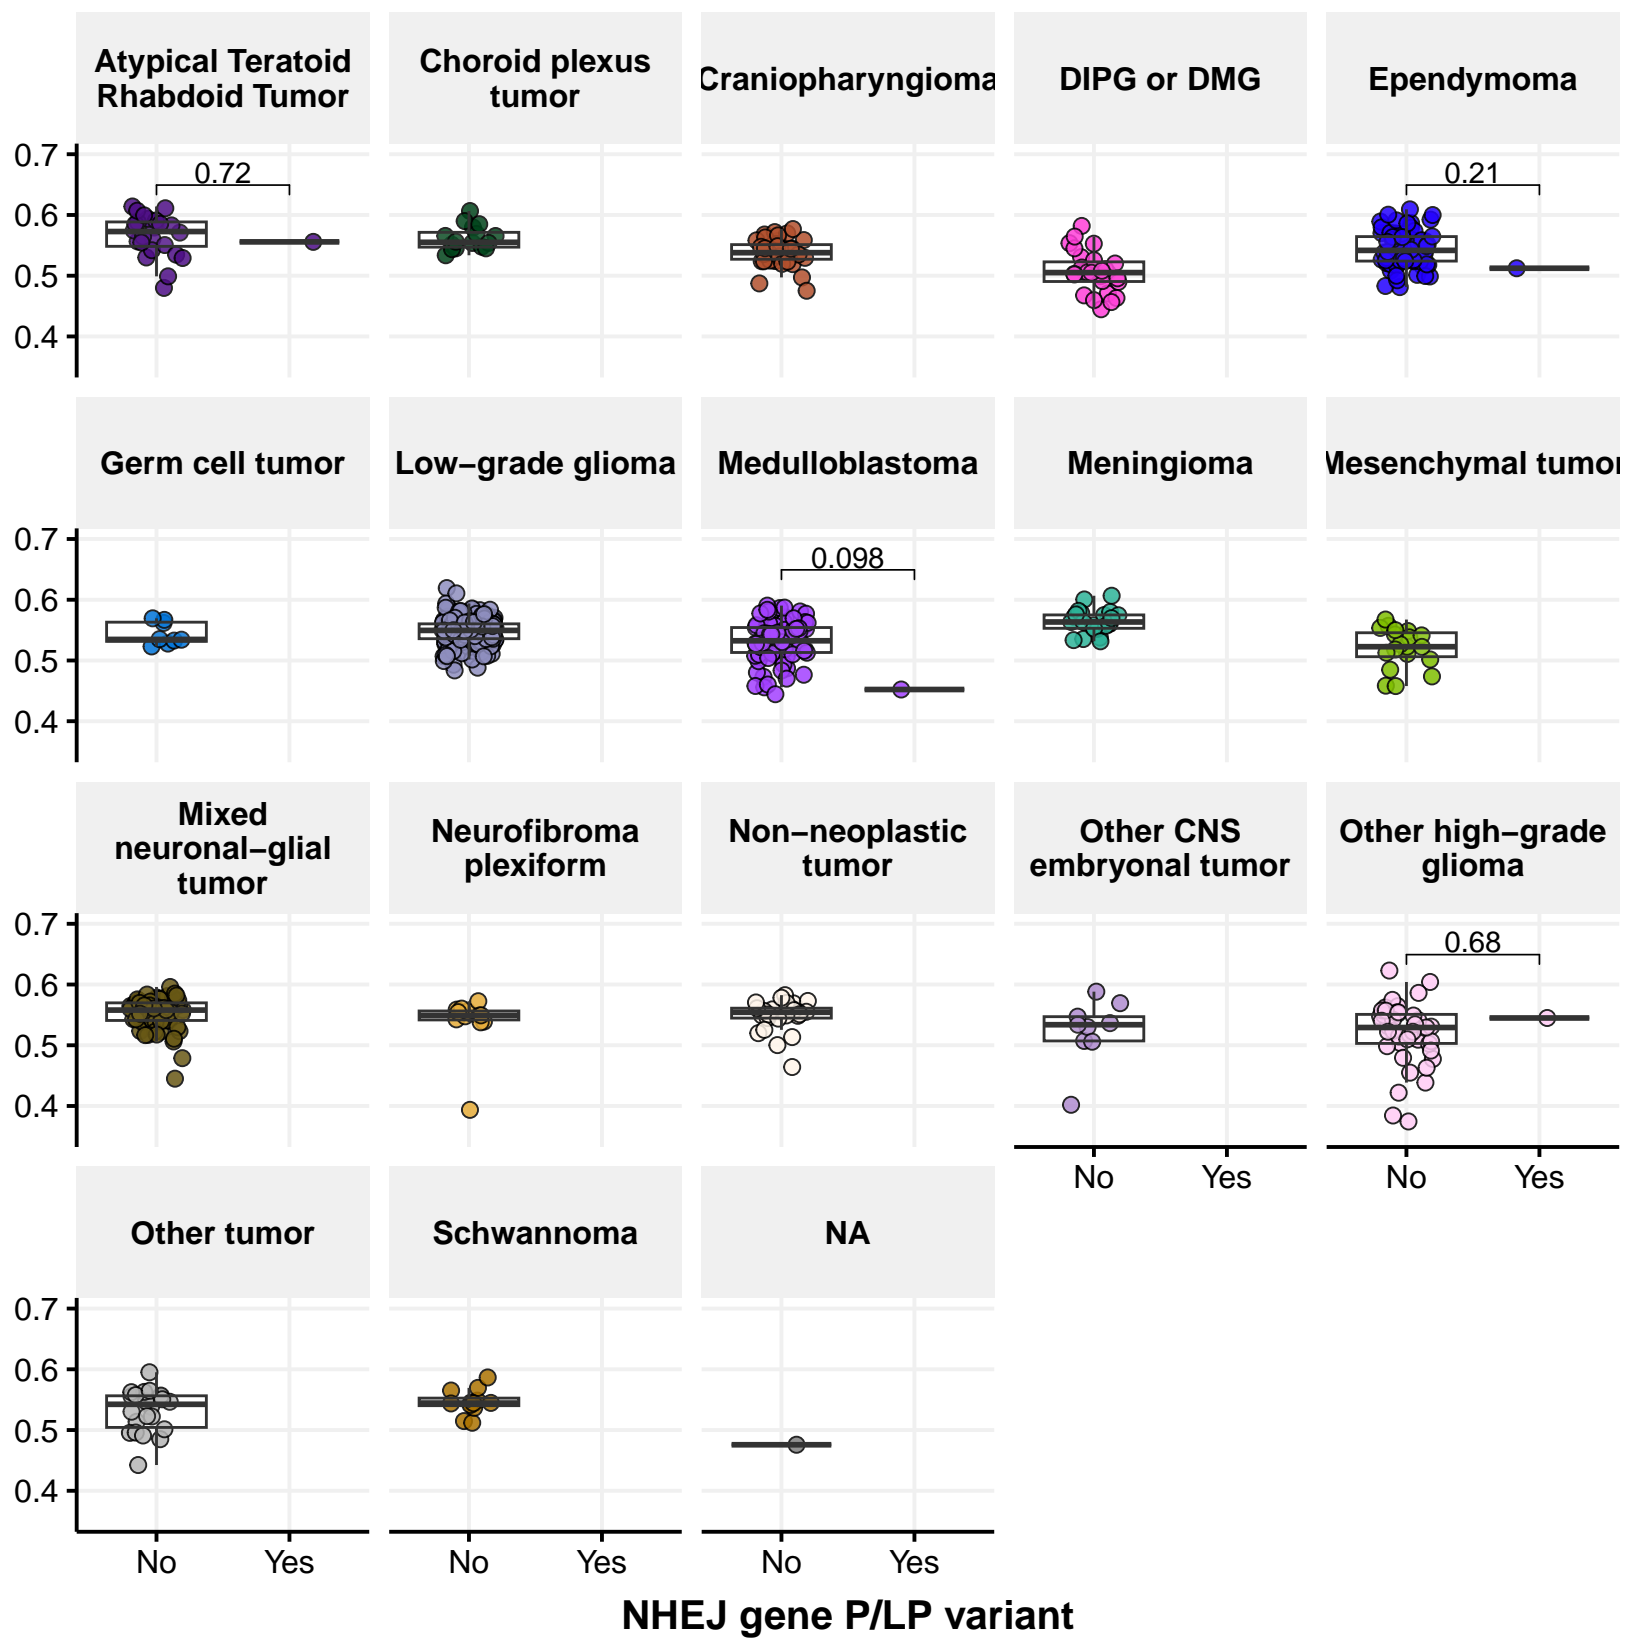 Atypical Teratoid
Rhabdoid Tumor
Choroid plexus
tumor
Craniopharyngioma
DIPG or DMG
Ependymoma
0.7
0.6
0.5
0.4
0.72
0.21
Germ cell tumor
Low−grade glioma
Medulloblastoma
Meningioma
Mesenchymal tumor
0.7
0.6
0.5
0.4
0.098
Mixed
neuronal−glial
tumor
Neurofibroma
plexiform
Non−neoplastic
tumor
Other CNS
embryonal tumor
Other high−grade
glioma
0.7
0.6
0.5
0.4
0.68
No Yes
No Yes
Other tumor
Schwannoma
NA
0.7
0.6
0.5
0.4
No Yes
No Yes
No Yes
NHEJ gene P/LP variant